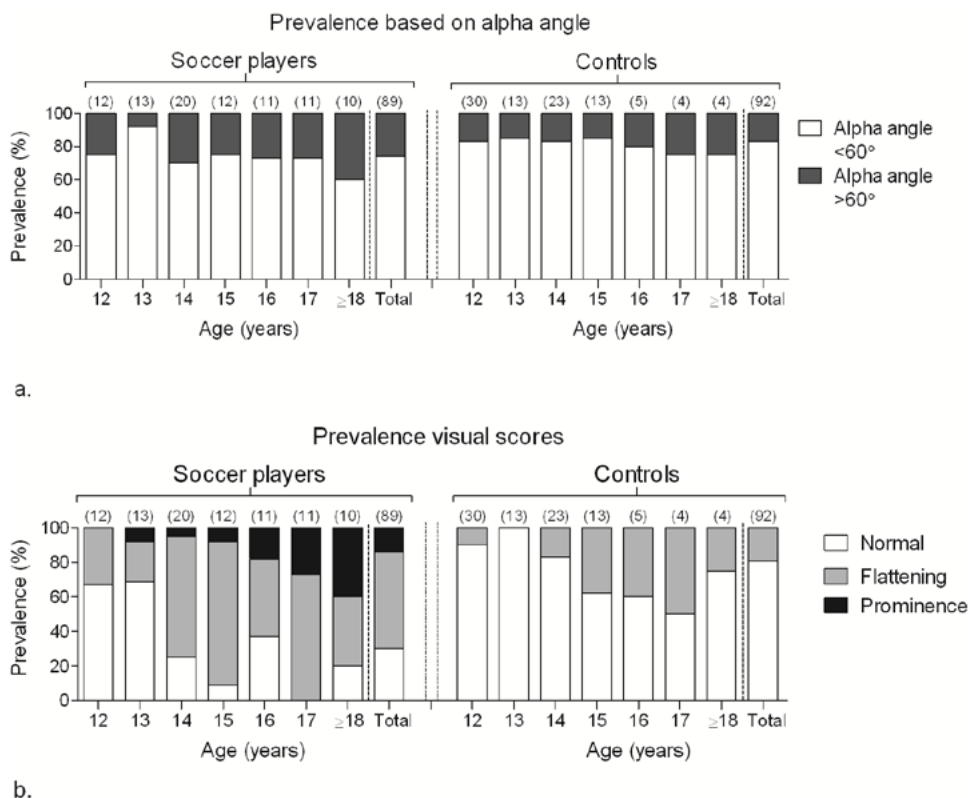 Prevalence based on alpha angle
Soccer players
Controls
(12) (13) (20) (12) (11) (11) (10) (89)
(30) (13) (23) (13) (5) (4) (4) (92)
Prevalence (%)
100
80
60
40
20
0
12 13 14 15 16 17 ≥18 Total
12 13 14 15 16 17 ≥18 Total
Age (years)
Age (years)
Alpha angle
<60°
Alpha angle
>60°
a.
Prevalence visual scores
Soccer players
Controls
(12) (13) (20) (12) (11) (11) (10) (89)
(30) (13) (23) (13) (5) (4) (4) (92)
Prevalence (%)
100
80
60
40
20
0
12 13 14 15 16 17 ≥18 Total
12 13 14 15 16 17 ≥18 Total
Age (years)
Age (years)
Normal
Flattening
Prominence
b.